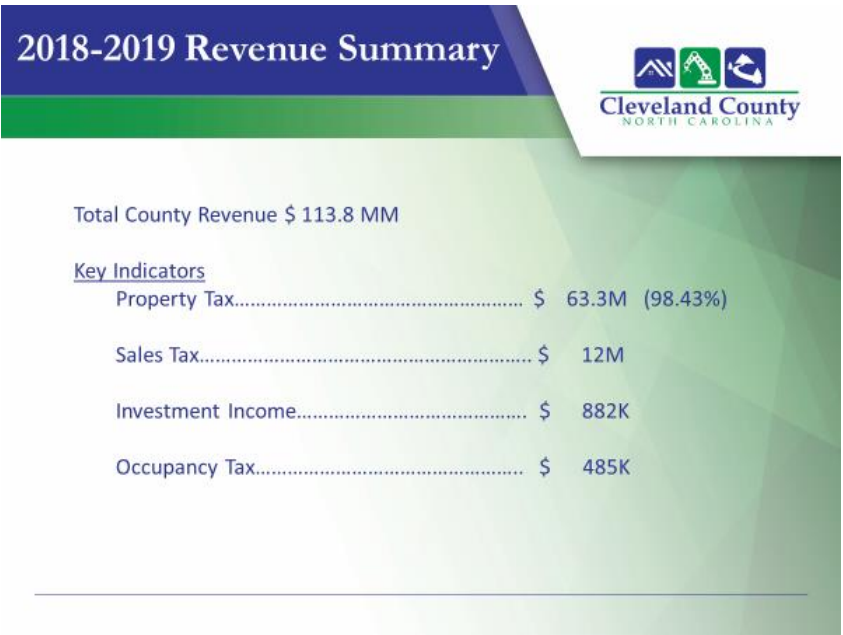 2018-2019 Revenue Summary
Cleveland County
NORTH CAROLINA
Total County Revenue $ 113.8 MM
Key Indicators
Property Tax……………………………………………… $ 63.3M (98.43%)
Sales Tax…………………………………………………….. $ 12M
Investment Income……………………………………. $ 882K
Occupancy Tax………………………………………….. $ 485K